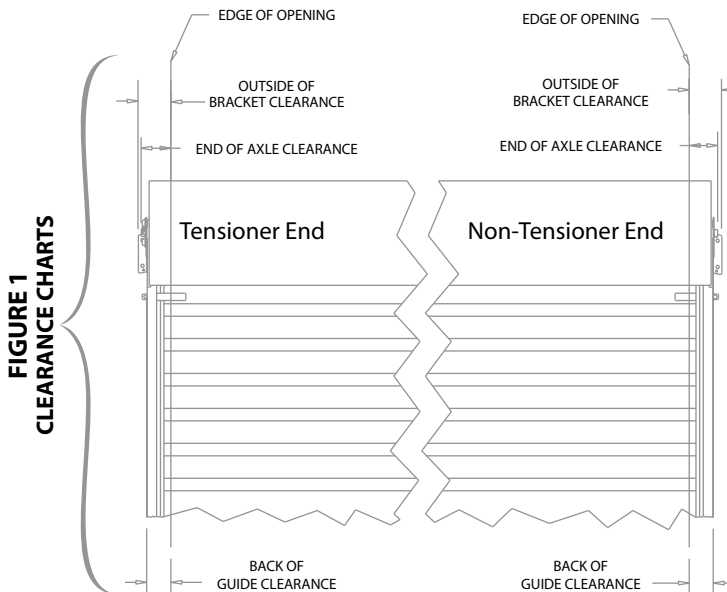 EDGE OF OPENING
EDGE OF OPENING
OUTSIDE OF
BRACKET CLEARANCE
OUTSIDE OF
BRACKET CLEARANCE
END OF AXLE CLEARANCE
END OF AXLE CLEARANCE
Tensioner End
Non-Tensioner End
FIGURE 1
CLEARANCE CHARTS
BACK OF
GUIDE CLEARANCE
BACK OF
GUIDE CLEARANCE